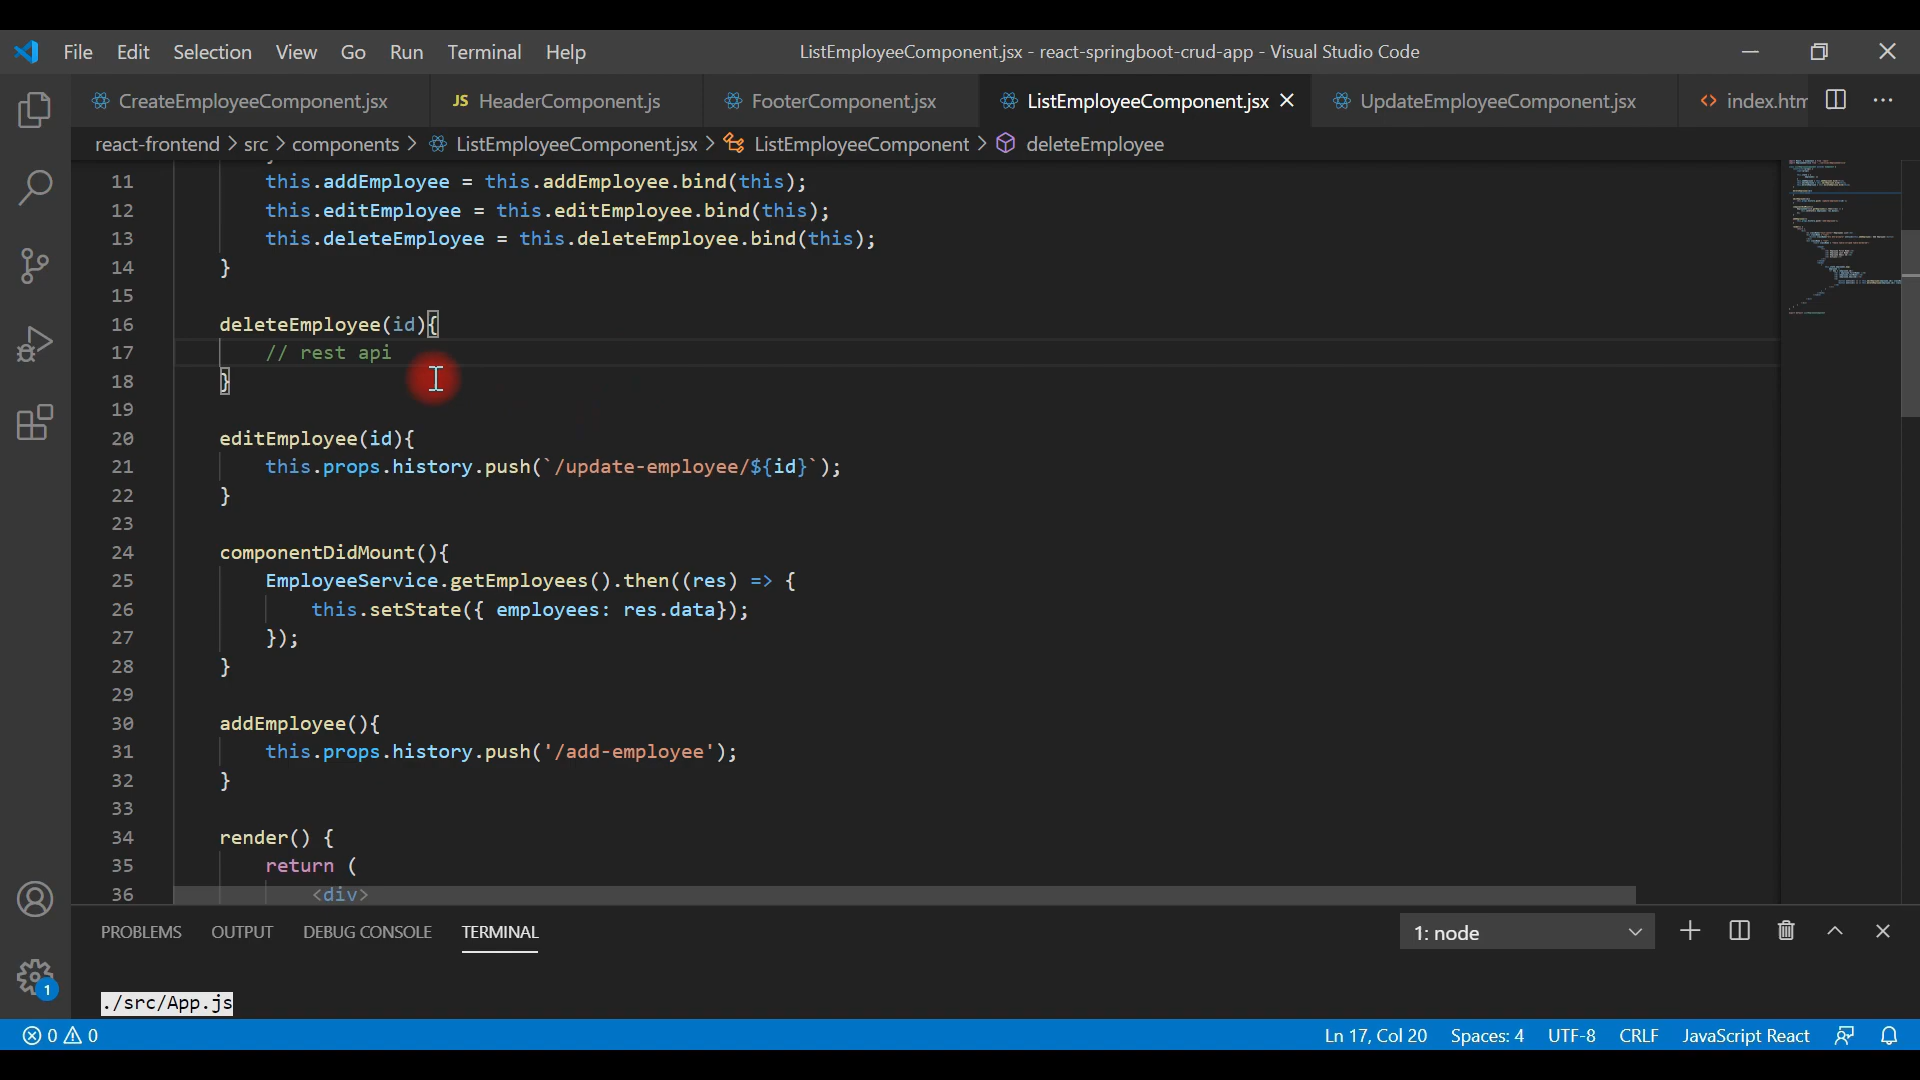 File Edit Selection View Go Run Terminal Help ListEmployeeComponent.jsx - react-springboot-crud-app - Visual Studio Code
CreateEmployeeComponent.jsx JS HeaderComponent.js FooterComponent.jsx ListEmployeeComponent.jsx UpdateEmployeeComponent.jsx index.htm
react-frontend > src > components > ListEmployeeComponent.jsx > ListEmployeeComponent > deleteEmployee
11 this.addEmployee = this.addEmployee.bind(this);
12 this.editEmployee = this.editEmployee.bind(this);
13 this.deleteEmployee = this.deleteEmployee.bind(this);
14 }
15
16 deleteEmployee(id){
17 // rest api
18 }
19
20 editEmployee(id){
21 this.props.history.push(`/update-employee/${id}`);
22 }
23
24 componentDidMount(){
25 EmployeeService.getEmployees().then((res) => {
26 this.setState({ employees: res.data});
27 });
28 }
29
30 addEmployee(){
31 this.props.history.push('/add-employee');
32 }
33
34 render() {
35 return (
36 <div>
PROBLEMS OUTPUT DEBUG CONSOLE TERMINAL 1: node
./src/App.js
1
0 0 Ln 17, Col 20 Spaces: 4 UTF-8 CRLF JavaScript React